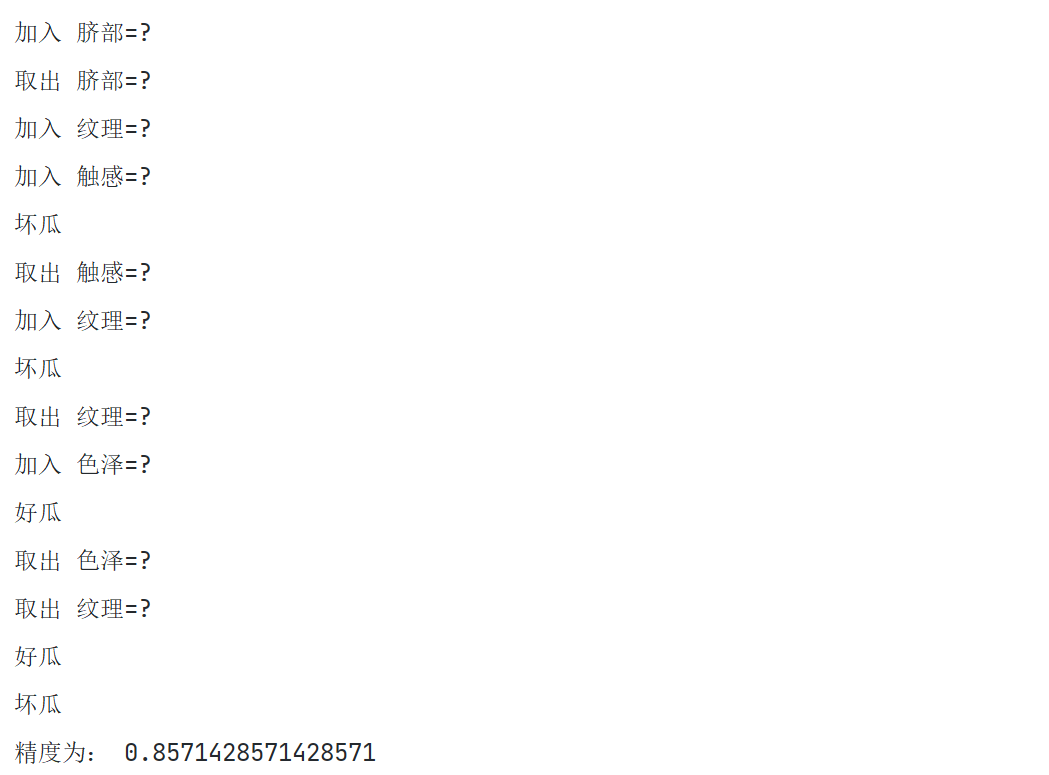 加入 脐部=?
取出 脐部=?
加入 纹理=?
加入 触感=?
坏瓜
取出 触感=?
加入 纹理=?
坏瓜
取出 纹理=?
加入 色泽=?
好瓜
取出 色泽=?
取出 纹理=?
好瓜
坏瓜
精度为： 0.8571428571428571